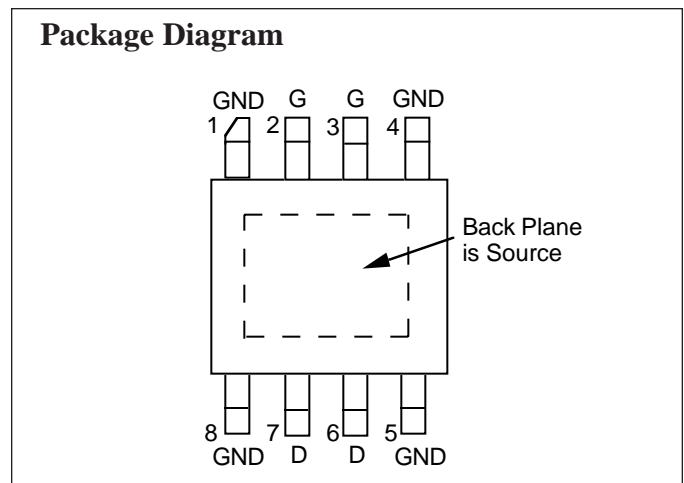 Package Diagram
GND G G GND
1 2 3 4
Back Plane
is Source
8 7 6 5
GND D D GND